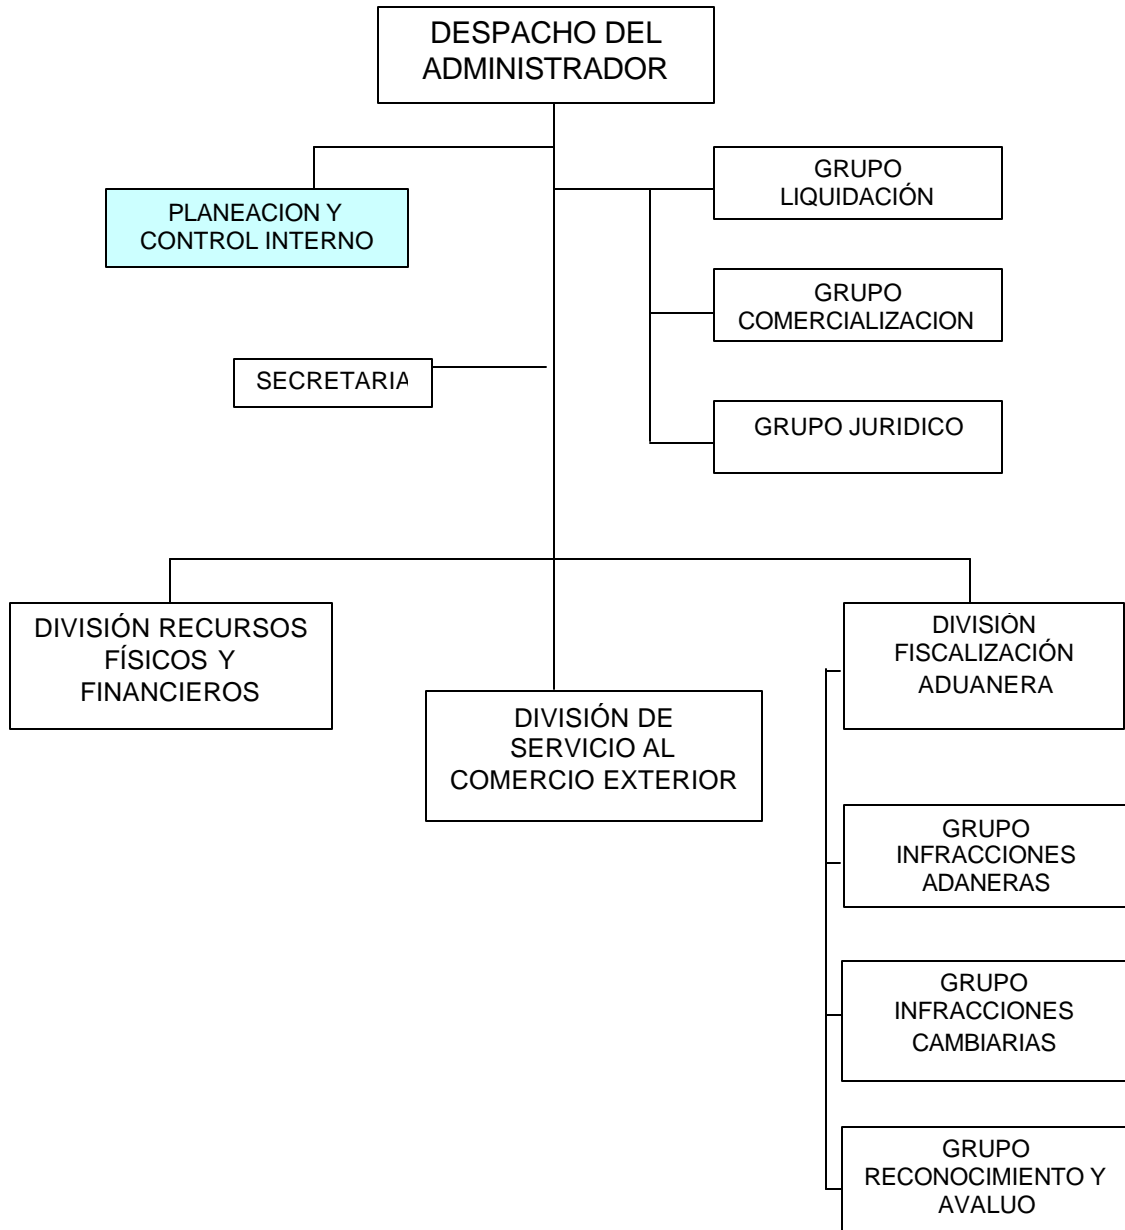 DESPACHO DEL
ADMINISTRADOR
GRUPO
LIQUIDACIÓN
PLANEACION Y
CONTROL INTERNO
GRUPO
COMERCIALIZACION
SECRETARIA
GRUPO JURIDICO
DIVISIÓN RECURSOS
FÍSICOS Y
FINANCIEROS
DIVISIÓN DE
SERVICIO AL
COMERCIO EXTERIOR
DIVISIÓN
FISCALIZACIÓN
ADUANERA
GRUPO
INFRACCIONES
ADANERAS
GRUPO
INFRACCIONES
CAMBIARIAS
GRUPO
RECONOCIMIENTO Y
AVALUO